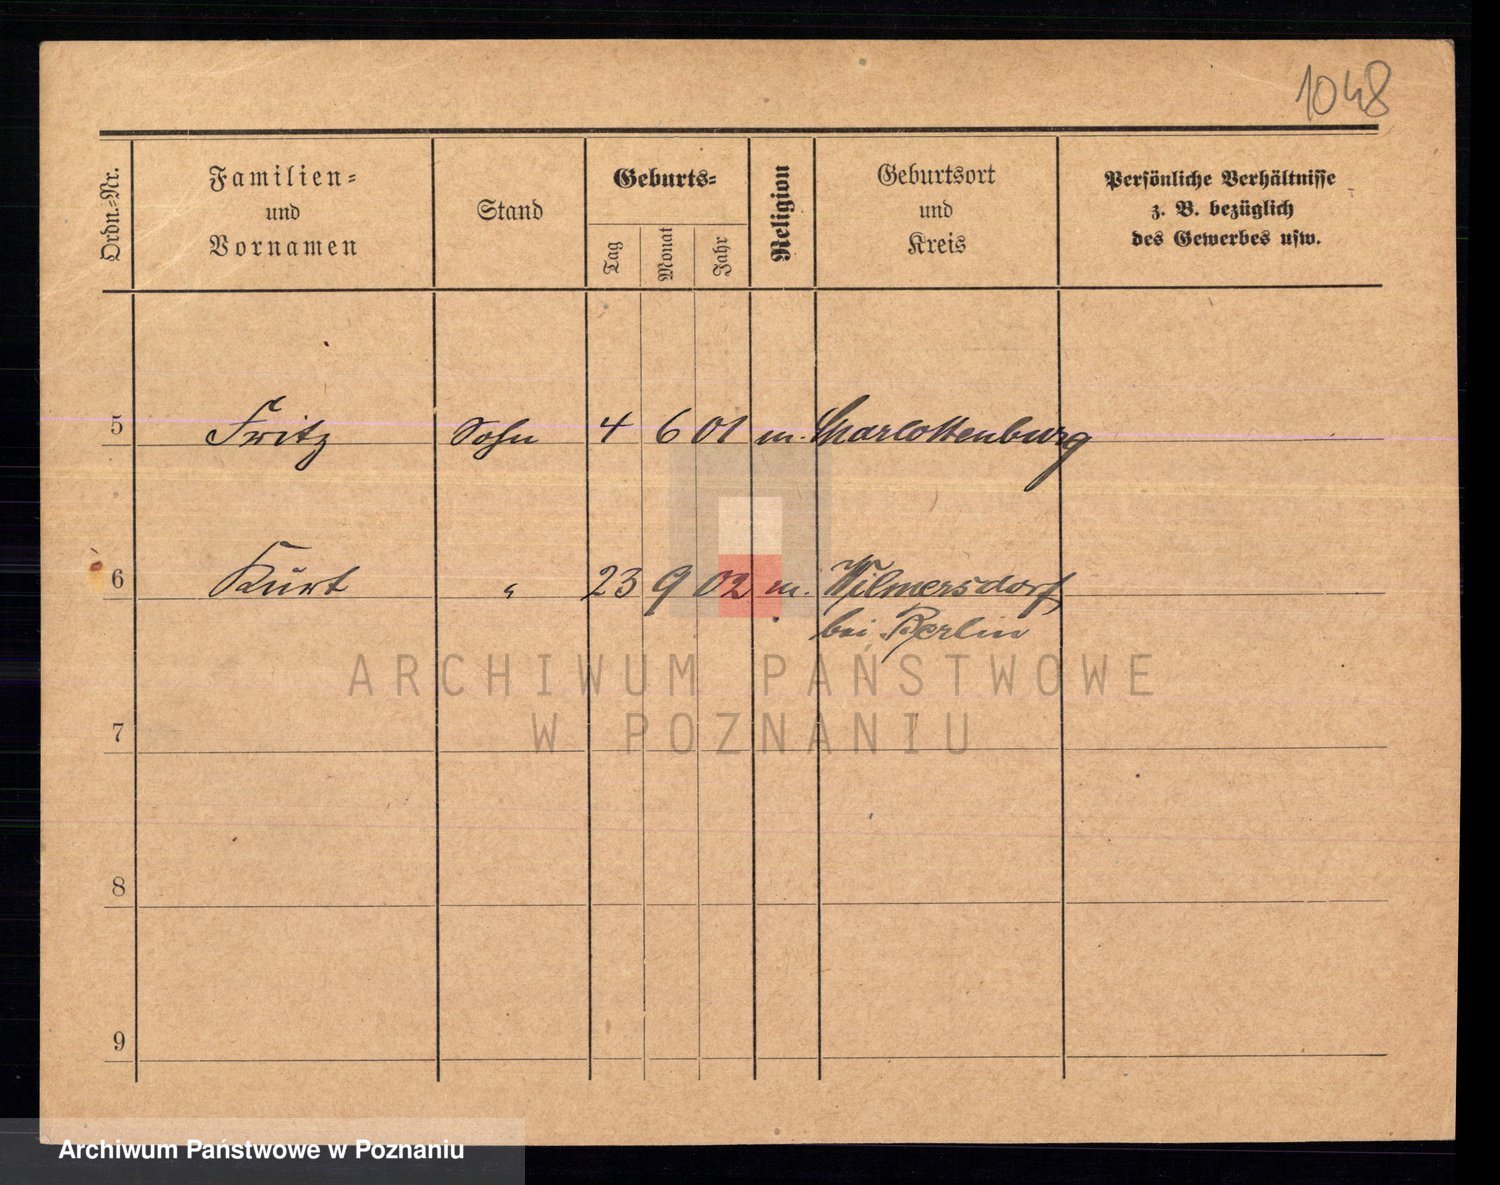 1048
Ordn.=Nr.
Familien=
und
Vornamen
Stand
Geburts=
Tag
Monat
Jahr
Religion
Geburtsort
und
Kreis
Persönliche Verhältnisse
z. B. bezüglich
des Gewerbes usw.
5 Fritz Sohn 4 6 01 m. Charlottenburg
6 Kurt " 23 9 02 m. Wilmersdorf
bei Berlin
ARCHIWUM PAŃSTWOWE
W POZNANIU
7
8
9
Archiwum Państwowe w Poznaniu